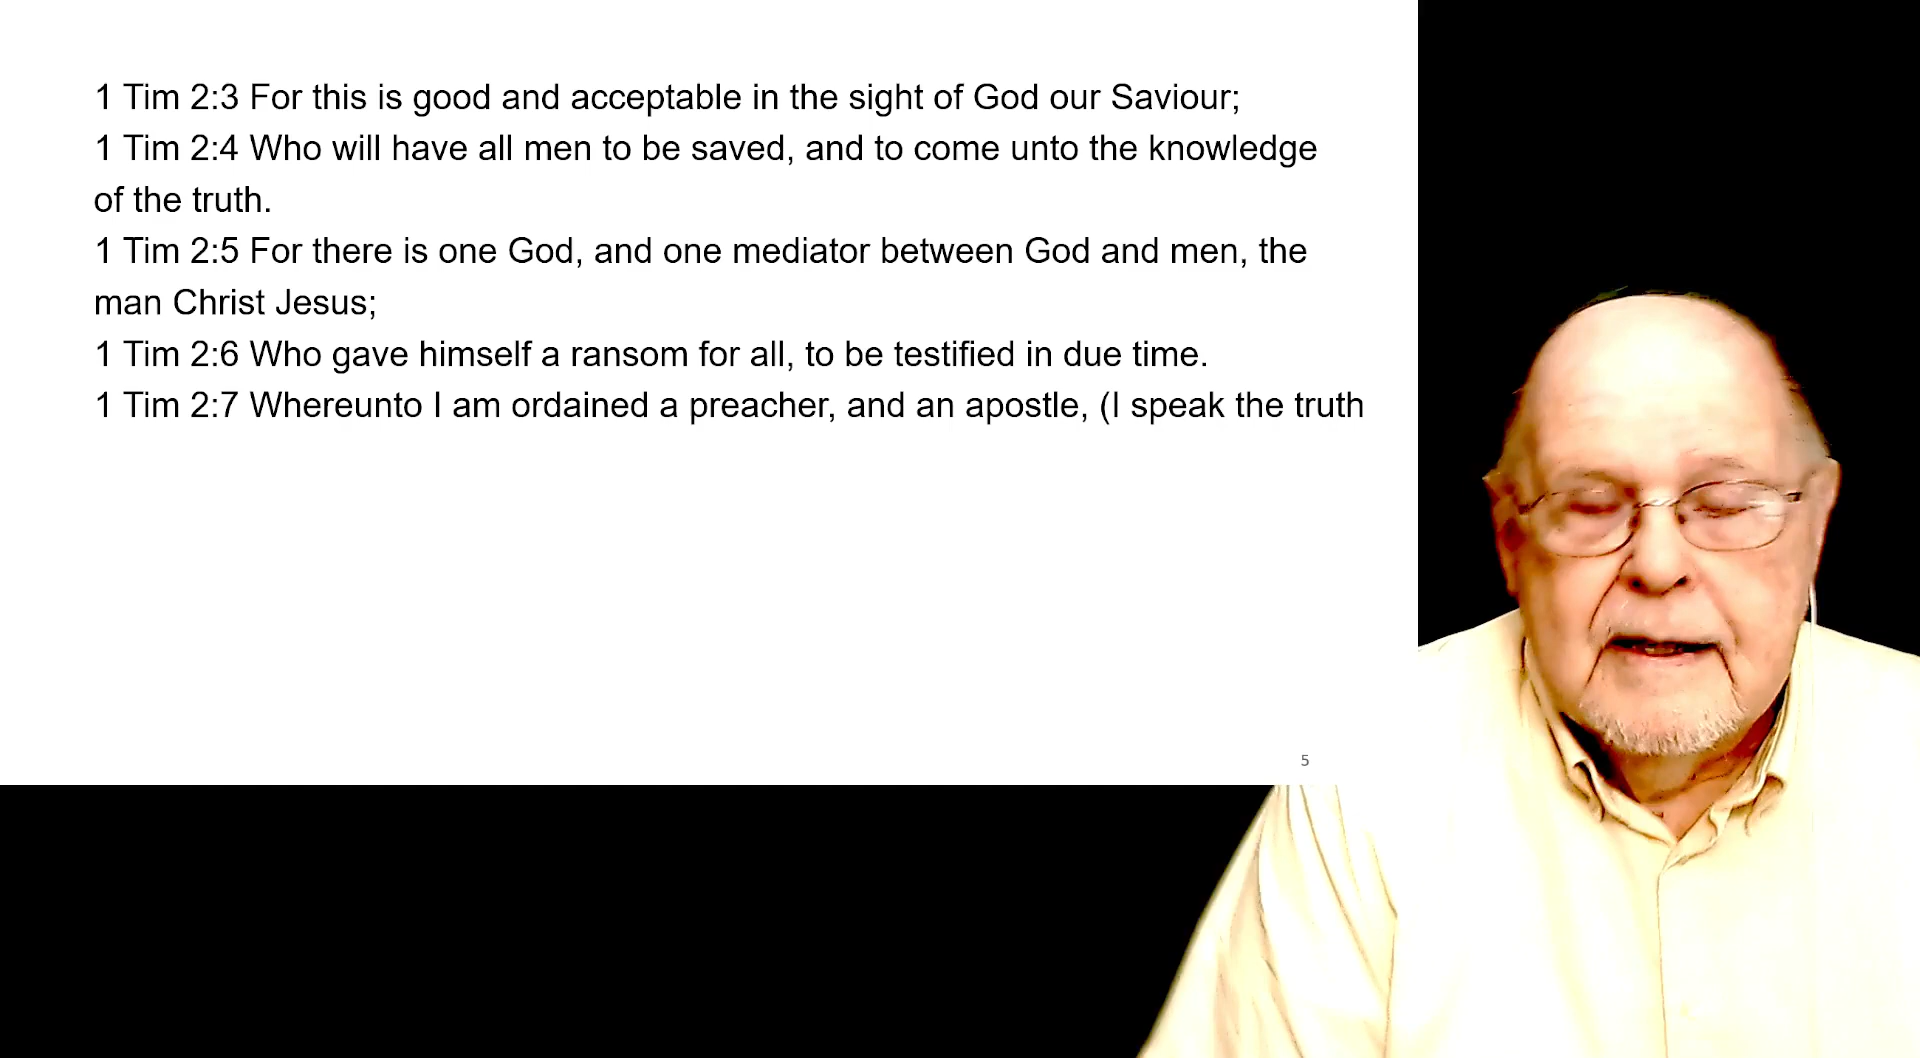 1 Tim 2:3 For this is good and acceptable in the sight of God our Saviour;
1 Tim 2:4 Who will have all men to be saved, and to come unto the knowledge
of the truth.
1 Tim 2:5 For there is one God, and one mediator between God and men, the
man Christ Jesus;
1 Tim 2:6 Who gave himself a ransom for all, to be testified in due time.
1 Tim 2:7 Whereunto I am ordained a preacher, and an apostle, (I speak the truth
5